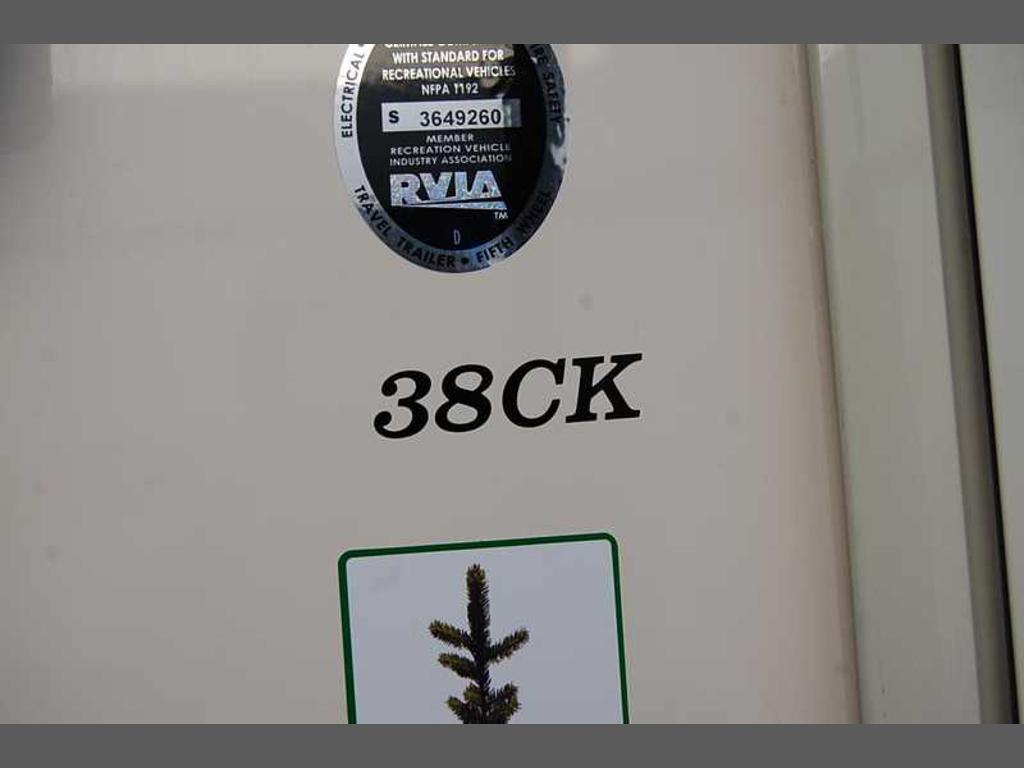 WITH STANDARD FOR
RECREATIONAL VEHICLES
NFPA 1192
S 3649260
MEMBER
RECREATION VEHICLE
INDUSTRY ASSOCIATION
RVIA
TM
D
ELECTRICAL
FIRE SAFETY
TRAVEL TRAILER • FIFTH WHEEL
38CK